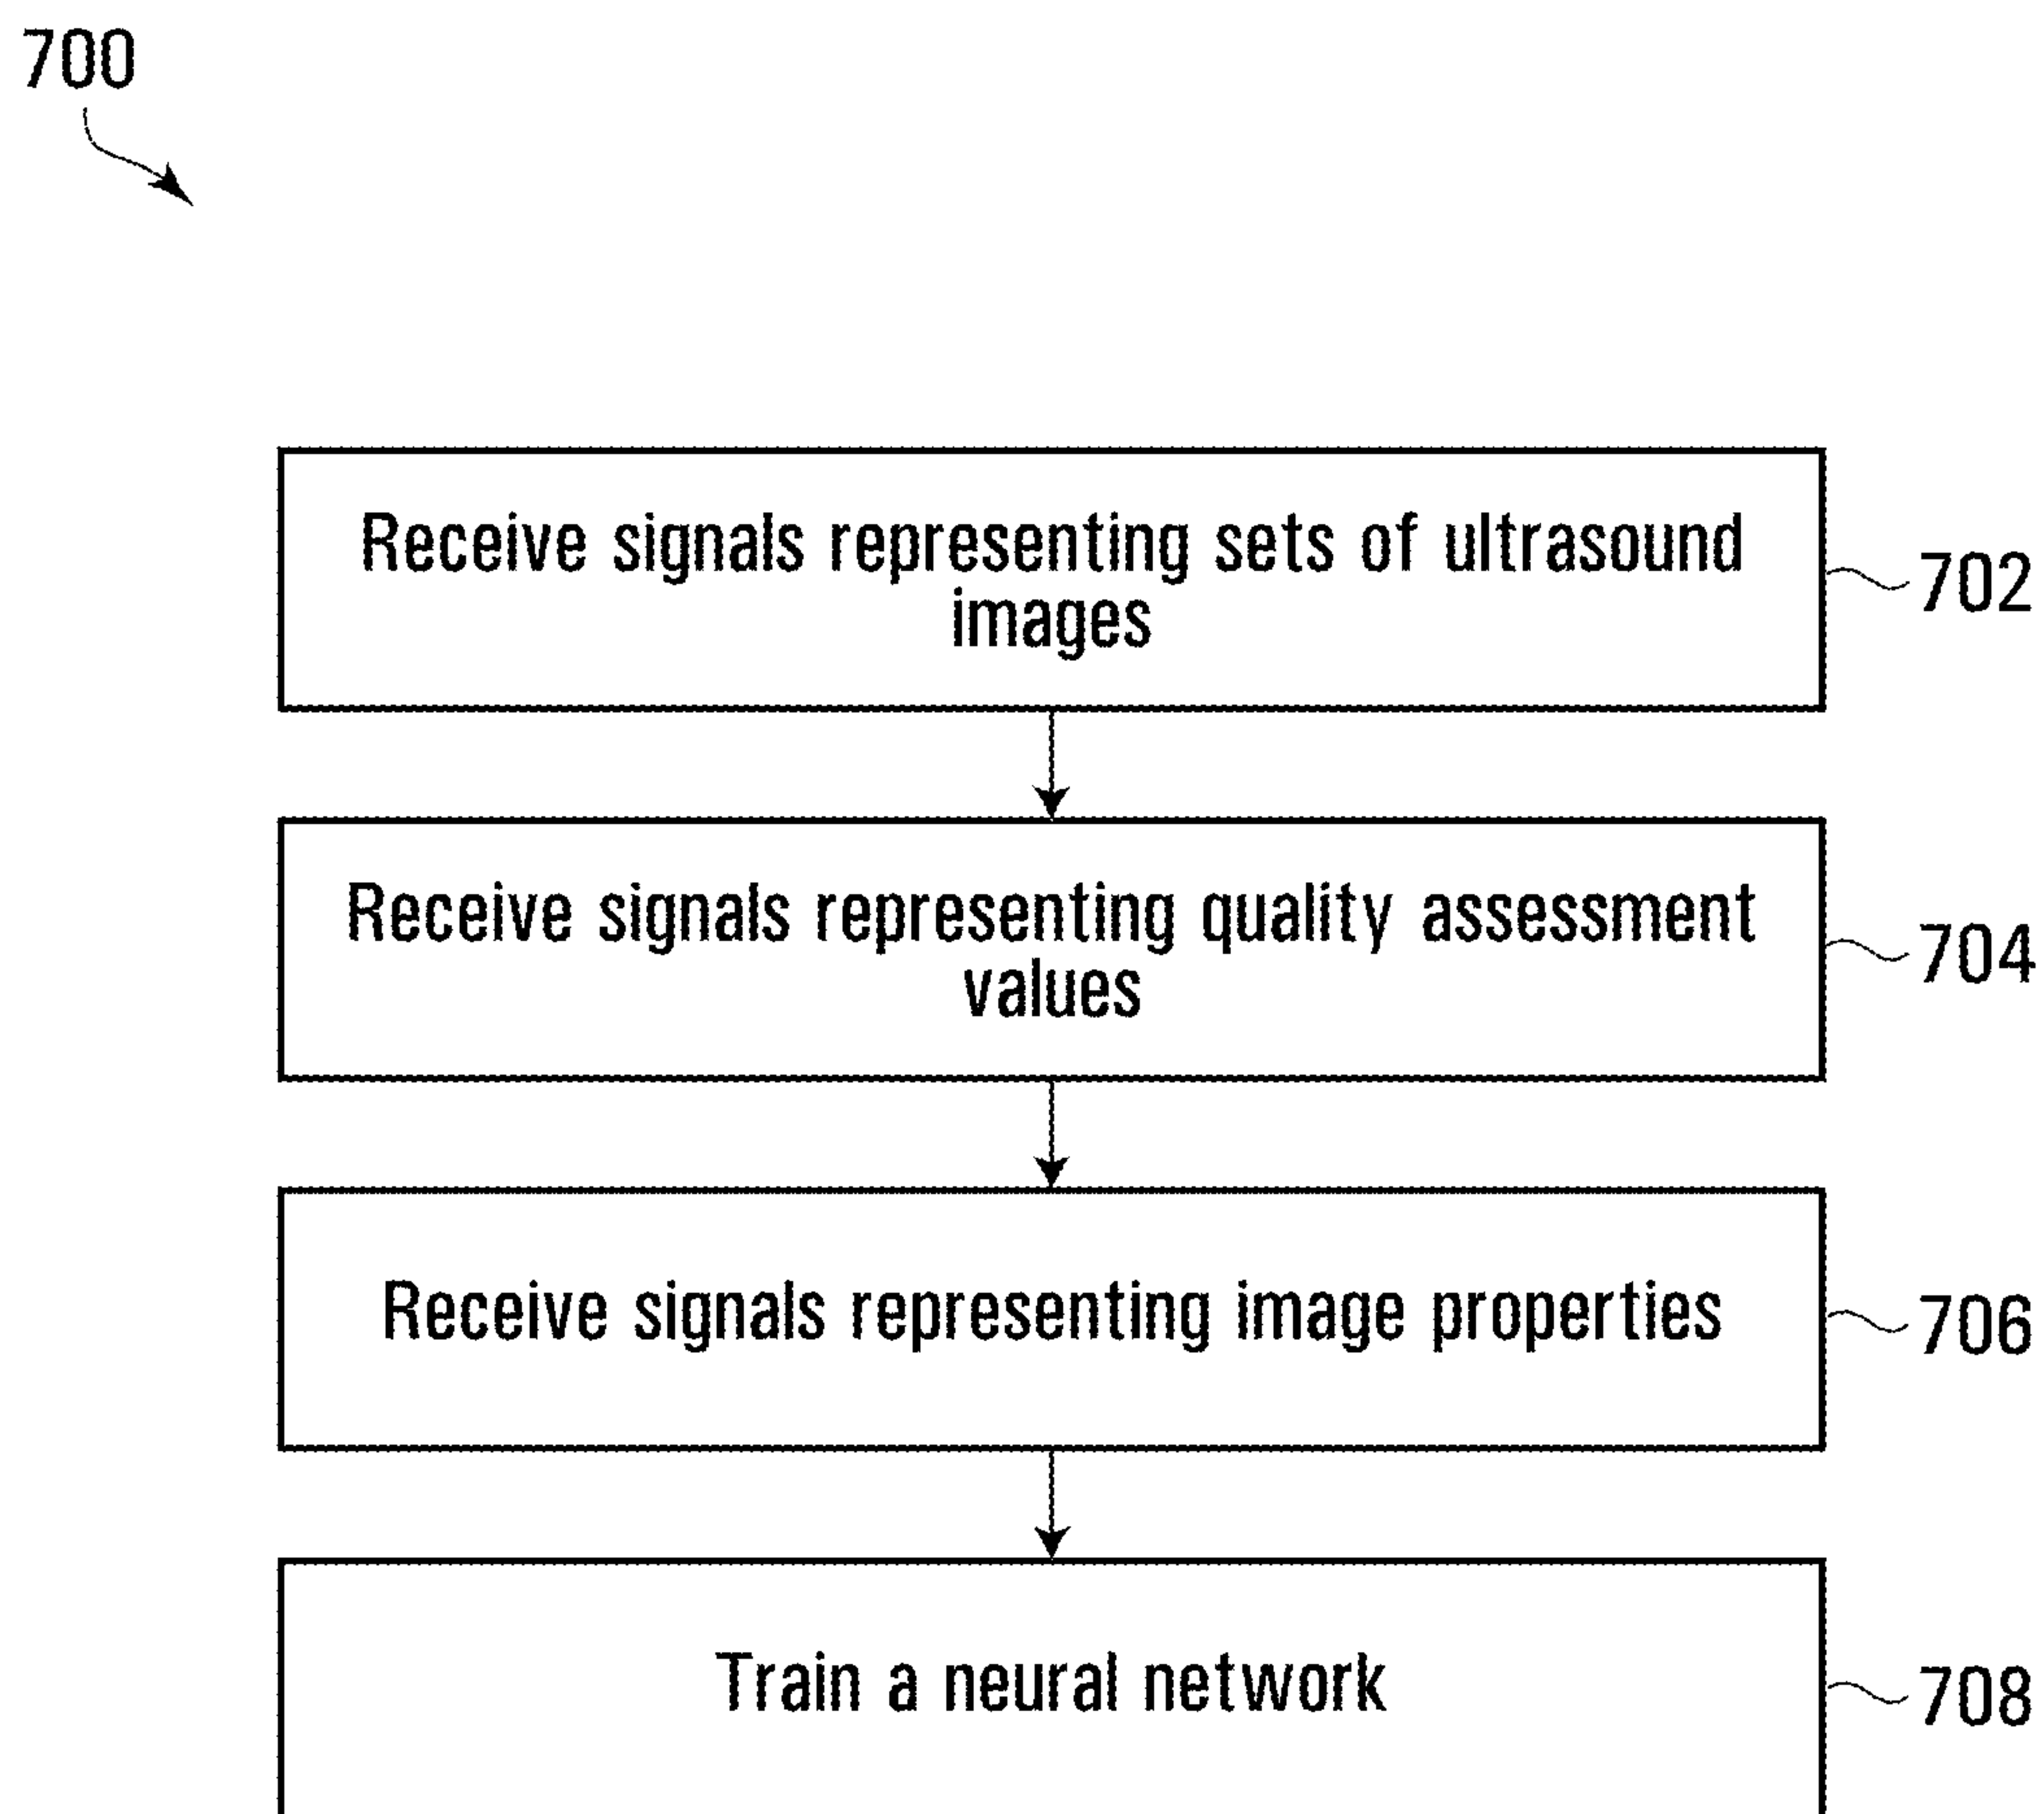 700
Receive signals representing sets of ultrasound
images
702
Receive signals representing quality assessment
values
704
Receive signals representing image properties
706
Train a neural network
708